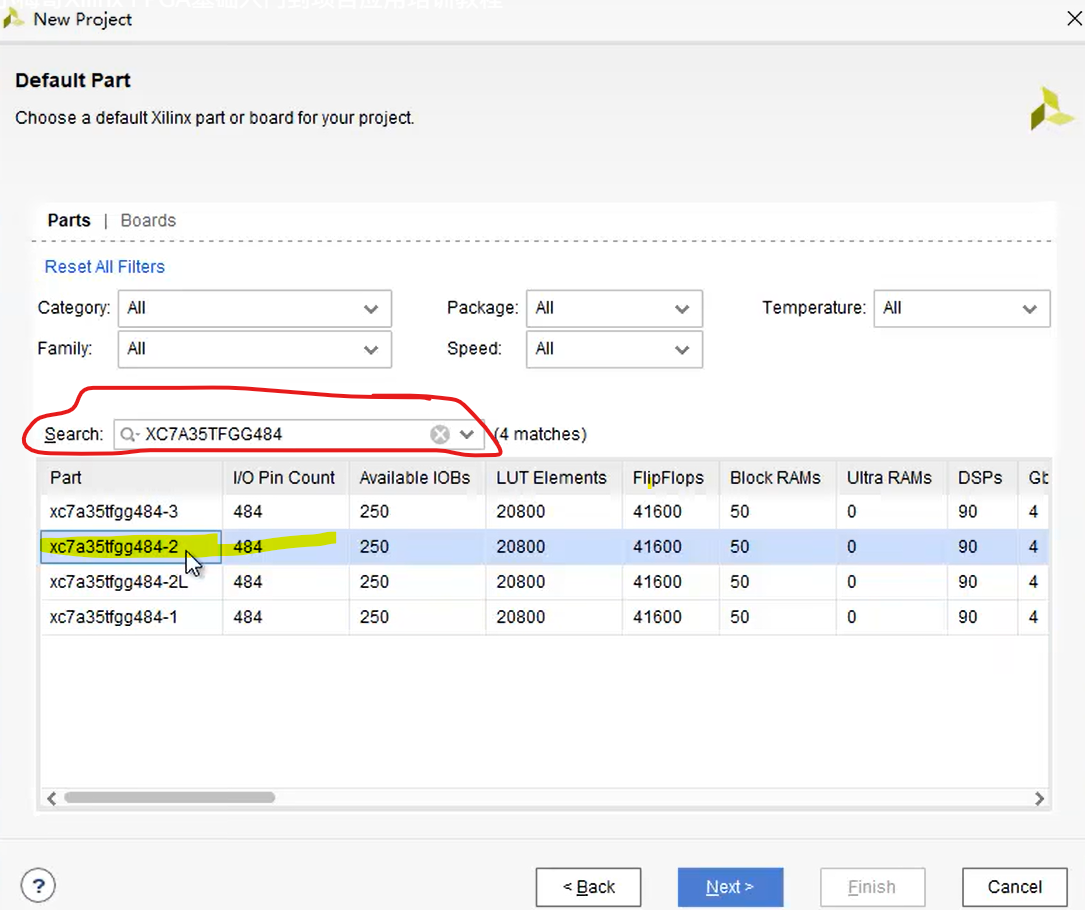 New Project
Default Part
Choose a default Xilinx part or board for your project.
Parts | Boards
Reset All Filters
Category: All Package: All Temperature: All
Family: All Speed: All
Search: XC7A35TFGG484 (4 matches)
Part I/O Pin Count Available IOBs LUT Elements FlipFlops Block RAMs Ultra RAMs DSPs Gb
xc7a35tfgg484-3 484 250 20800 41600 50 0 90 4
xc7a35tfgg484-2 484 250 20800 41600 50 0 90 4
xc7a35tfgg484-2L 484 250 20800 41600 50 0 90 4
xc7a35tfgg484-1 484 250 20800 41600 50 0 90 4
? < Back Next > Finish Cancel